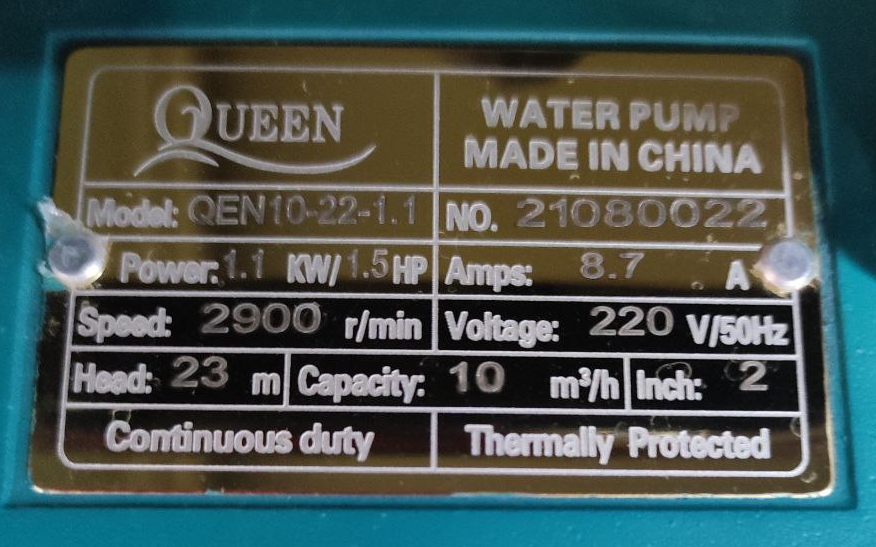 QUEEN
WATER PUMP
MADE IN CHINA
Model: QEN10-22-1.1
NO. 21080022
Power: 1.1 KW/ 1.5 HP
Amps: 8.7 A
Speed: 2900 r/min
Voltage: 220 V/50Hz
Head: 23 m
Capacity: 10 m³/h
Inch: 2
Continuous duty
Thermally Protected